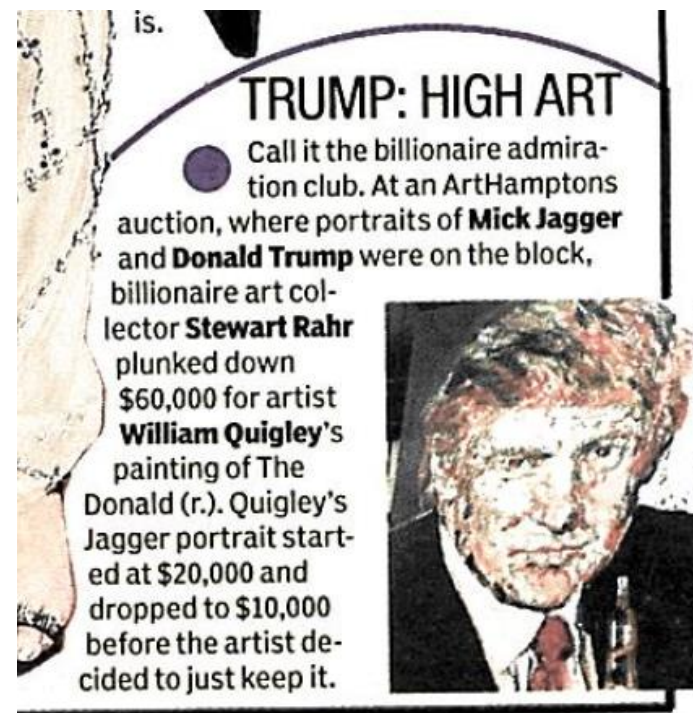 is.
TRUMP: HIGH ART
Call it the billionaire admira-
tion club. At an ArtHamptons
auction, where portraits of Mick Jagger
and Donald Trump were on the block,
billionaire art col-
lector Stewart Rahr
plunked down
$60,000 for artist
William Quigley's
painting of The
Donald (r.). Quigley's
Jagger portrait start-
ed at $20,000 and
dropped to $10,000
before the artist de-
cided to just keep it.